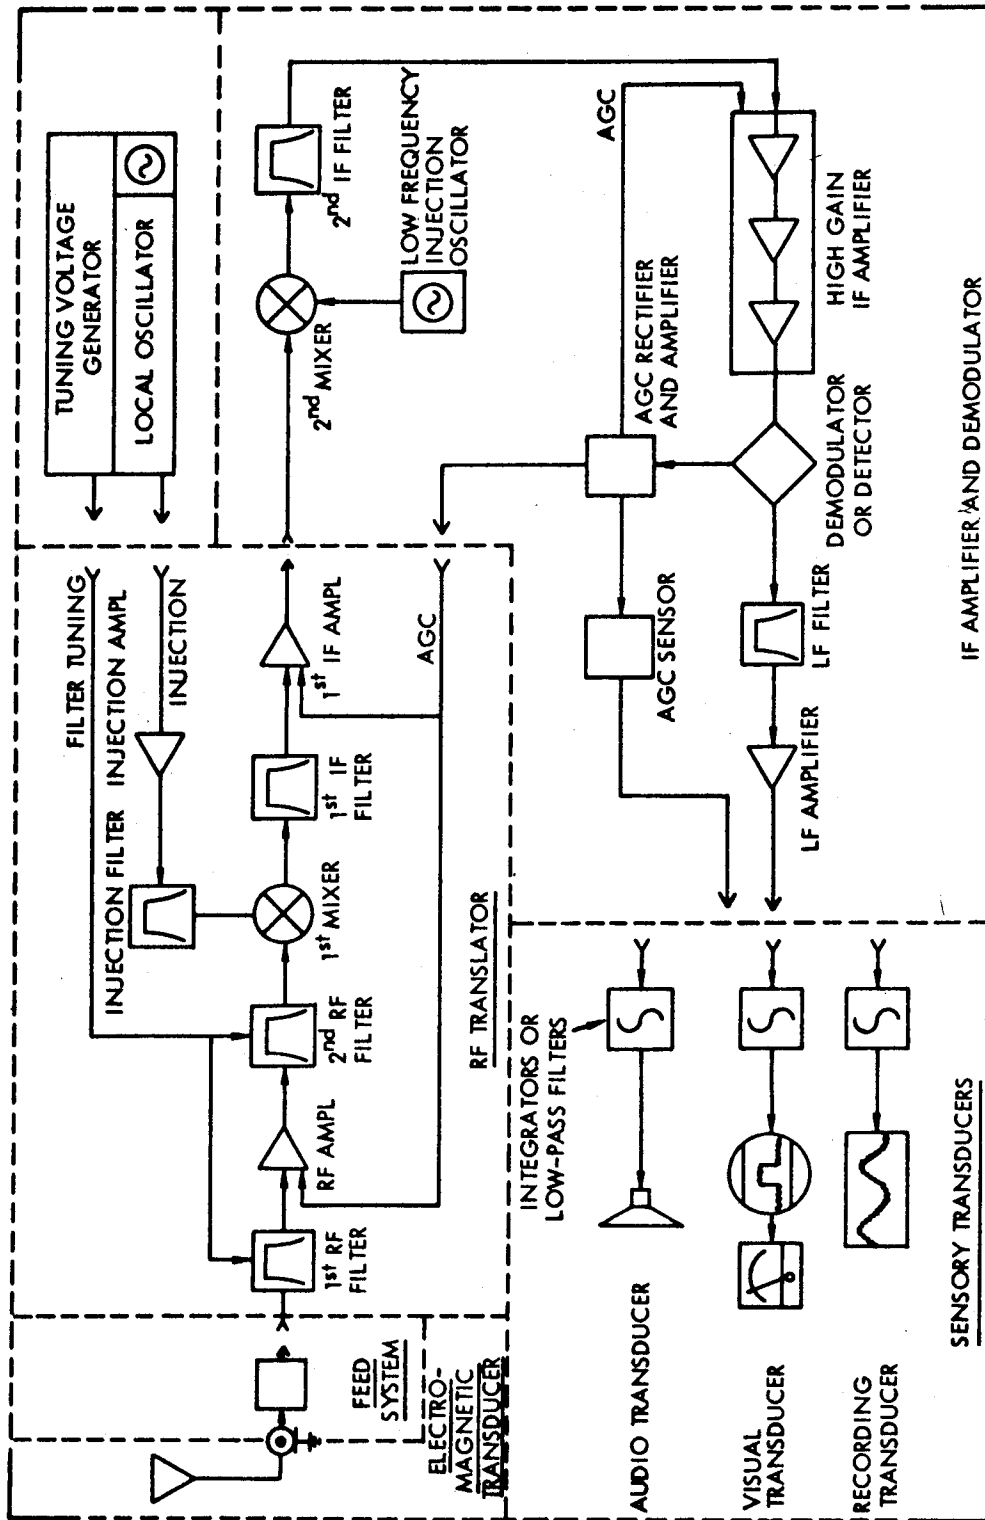 TUNING VOLTAGE
GENERATOR
LOCAL OSCILLATOR
FILTER TUNING
INJECTION FILTER
INJECTION AMPL
INJECTION
1st RF
FILTER
RF AMPL
2nd RF
FILTER
1st MIXER
1st IF
FILTER
1st IF AMPL
AGC
2nd MIXER
2nd IF FILTER
LOW FREQUENCY
INJECTION
OSCILLATOR
FEED
SYSTEM
ELECTRO-
MAGNETIC
TRANSDUCER
RF TRANSLATOR
AGC
AGC RECTIFIER
AND AMPLIFIER
AGC SENSOR
HIGH GAIN
IF AMPLIFIER
DEMODULATOR
OR DETECTOR
LF FILTER
LF AMPLIFIER
IF AMPLIFIER AND DEMODULATOR
INTEGRATORS OR
LOW-PASS FILTERS
AUDIO TRANSDUCER
VISUAL
TRANSDUCER
RECORDING
TRANSDUCER
SENSORY TRANSDUCERS